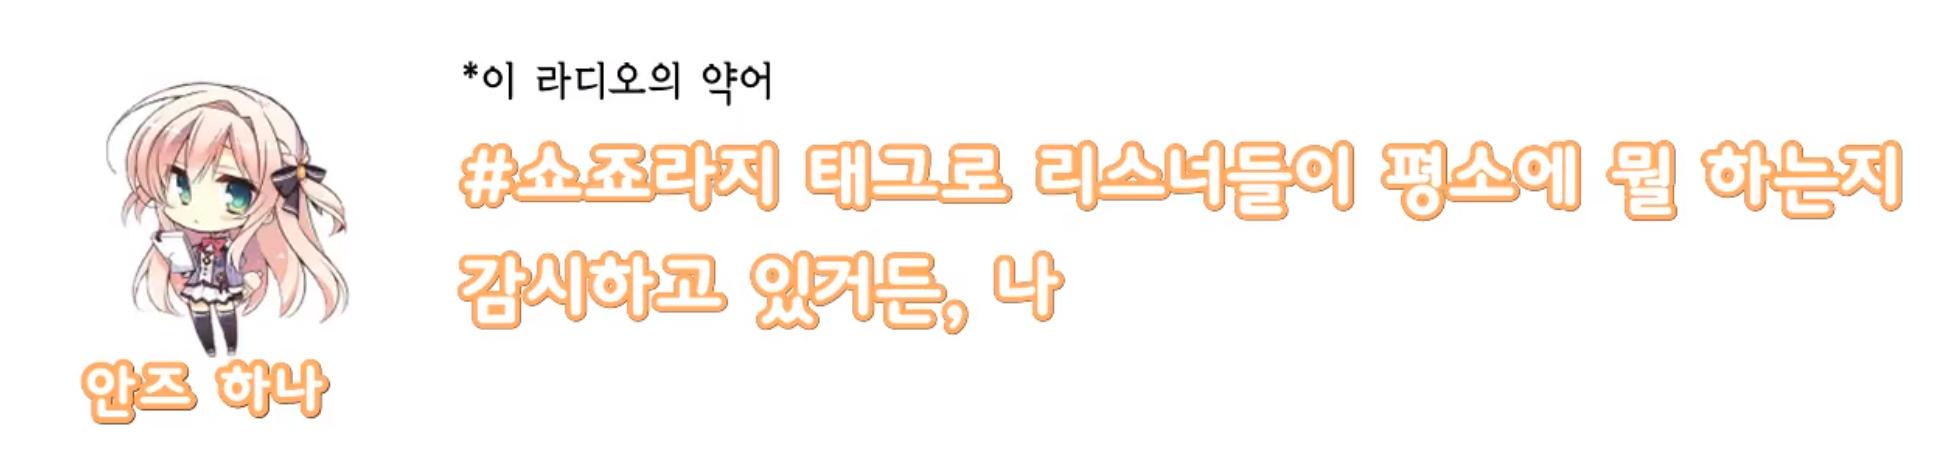 *이 라디오의 약어
#쇼죠라지 태그로 리스너들이 평소에 뭘 하는지
감시하고 있거든, 나
안즈 하나